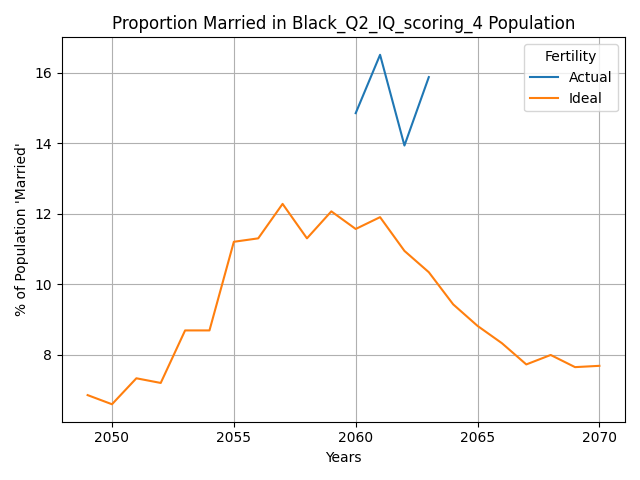 Proportion Married in Black_Q2_IQ_scoring_4 Population
Fertility
Actual
Ideal
% of Population 'Married'
16
14
12
10
8
2050
2055
2060
2065
2070
Years